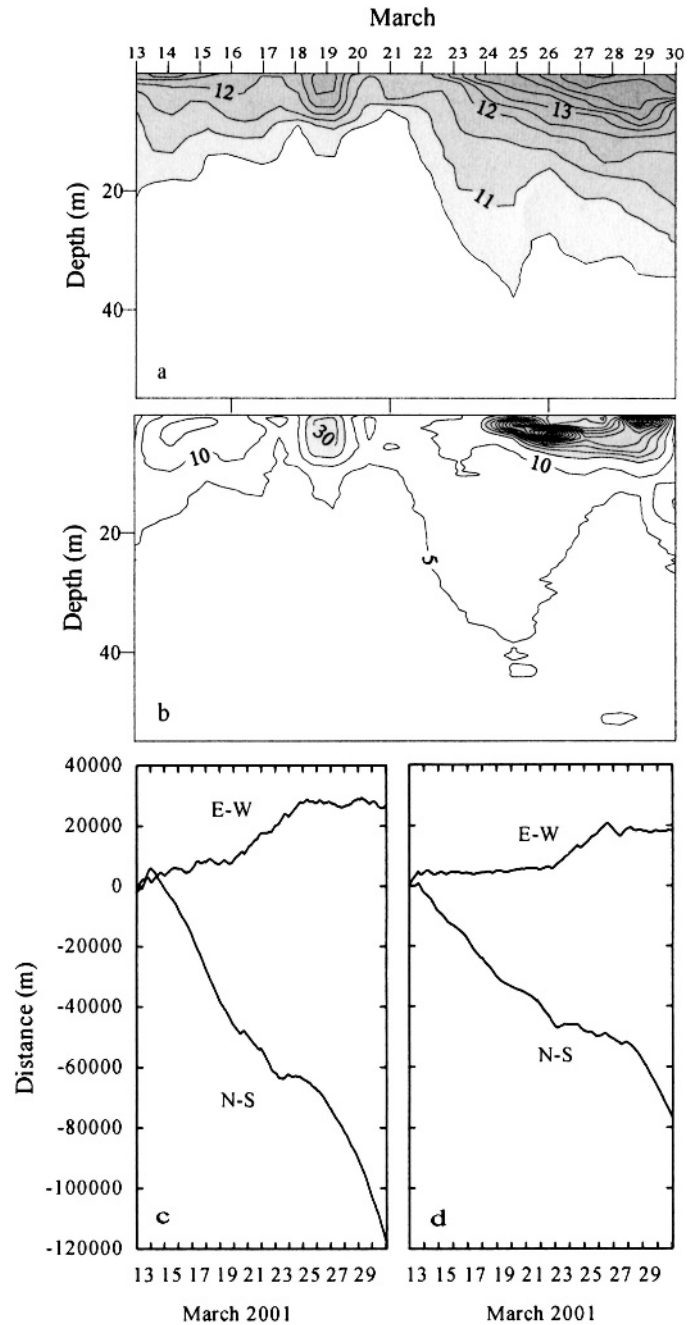 March
13 14 15 16 17 18 19 20 21 22 23 24 25 26 27 28 29 30
12
12
13
11
20
40
Depth (m)
a
10
30
10
5
20
40
Depth (m)
b
40000
20000
0
-20000
-40000
-60000
-80000
-100000
-120000
Distance (m)
E-W
N-S
c
E-W
N-S
d
13 15 17 19 21 23 25 27 29
13 15 17 19 21 23 25 27 29
March 2001
March 2001